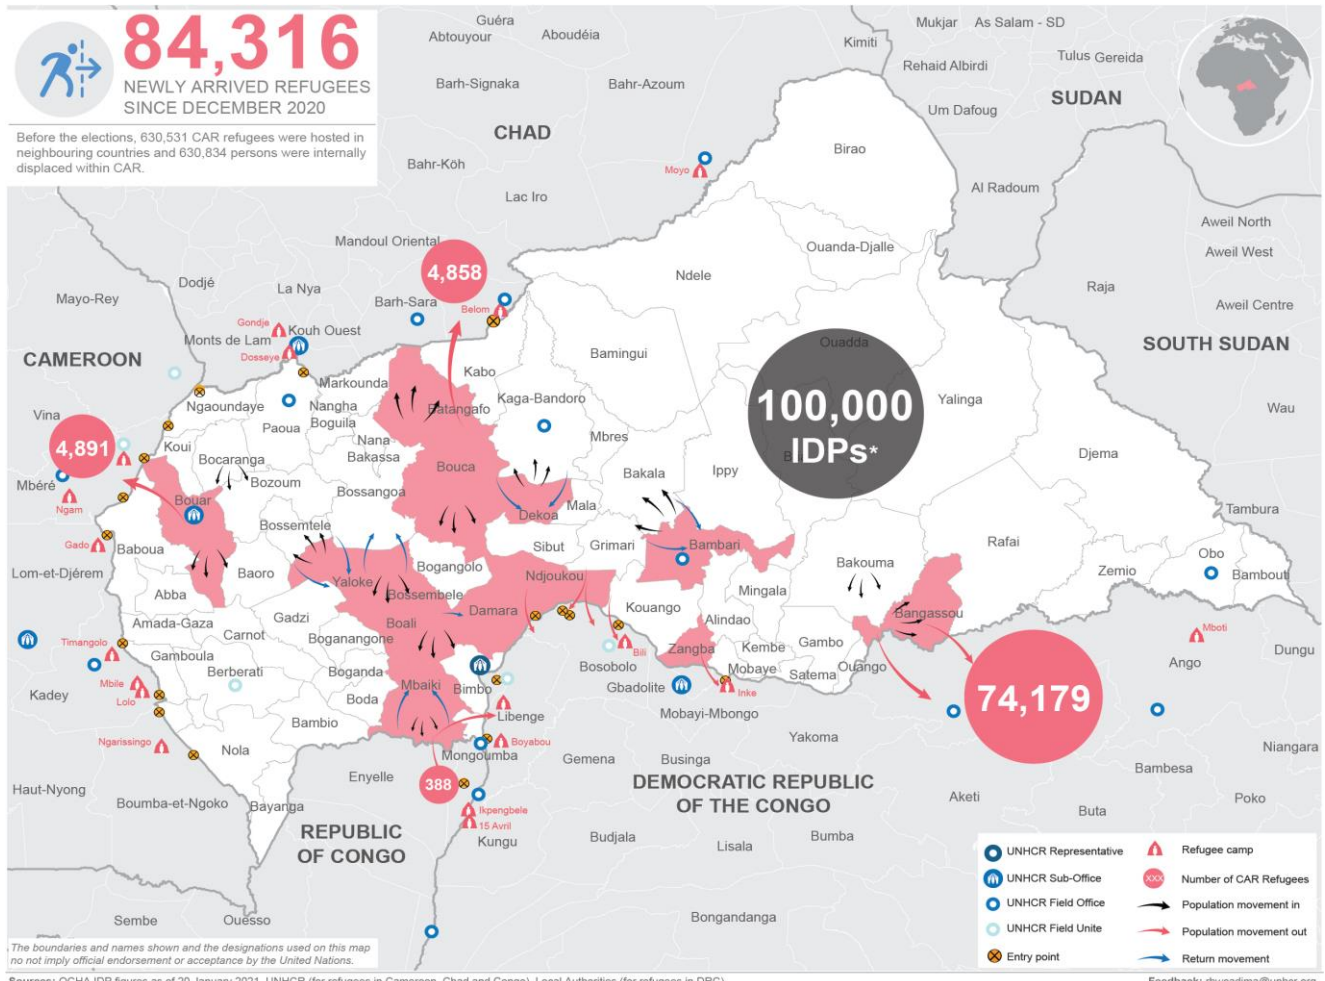 84,316
NEWLY ARRIVED REFUGEES
SINCE DECEMBER 2020
Before the elections, 630,531 CAR refugees were hosted in
neighbouring countries and 630,834 persons were internally
displaced within CAR.
Guéra
Abtouyour
Aboudéia
Barh-Signaka
Bahr-Azoum
Kimiti
Mukjar
As Salam - SD
Tulus
Gereida
Rehaid Albirdi
SUDAN
Um Dafoug
CHAD
Birao
Bahr-Köh
Moyo
Al Radoum
Lac Iro
Aweil North
Mandoul Oriental
Ouanda-Djalle
Aweil West
4,858
Ndele
Dodjé
La Nya
Raja
Mayo-Rey
Barh-Sara
Belom
Aweil Centre
Gondje
Kouh Ouest
Monts de Lam
Dosseye
Ouadda
SOUTH SUDAN
CAMEROON
Bamingui
Kabo
Markounda
Kaga-Bandoro
Yalinga
Ngaoundaye
Nangha
Boguila
Batangafo
100,000
IDPs*
Wau
Vina
Paoua
4,891
Koui
Nana-
Bakassa
Mbres
Djema
Bocaranga
Bouca
Bakala
Ippy
Mbéré
Bozoum
Bossangoa
Ngam
Bouar
Mala
Dekoa
Tambura
Bossemtele
Gado
Baboua
Sibut
Grimari
Bambari
Rafai
Obo
Lom-et-Djérem
Baoro
Bogangolo
Bakouma
Zemio
Bambouti
Yaloke
Ndjoukou
Abba
Bossembele
Mingala
Damara
Kouango
Bangassou
Amada-Gaza
Gadzi
Boali
Alindao
Mboti
Carnot
Boganangone
Zangba
Kembe
Gambo
Timangolo
Gamboula
Bili
Dungu
Bosobolo
Mobaye
Ouango
Ango
Berberati
Boganda
Satema
Mbaiki
Bimbo
Gbadolite
Inke
74,179
Mbile
Kadey
Lolo
Boda
Libenge
Mobayi-Mbongo
Bambio
Ngarissingo
Boyabou
Yakoma
Nola
Mongoumba
Niangara
Gemena
Businga
Enyelle
388
Bambesa
DEMOCRATIC REPUBLIC
OF THE CONGO
Haut-Nyong
Boumba-et-Ngoko
Bayanga
Aketi
Poko
Ikpengbele
15 Avril
Buta
REPUBLIC
OF CONGO
Kungu
Budjala
Bumba
Lisala
Sembe
Ouesso
Bongandanga
UNHCR Representative
Refugee camp
UNHCR Sub-Office
XXX
Number of CAR Refugees
UNHCR Field Office
Population movement in
UNHCR Field Unite
Population movement out
Entry point
Return movement
The boundaries and names shown and the designations used on this map
no not imply official endorsement or acceptance by the United Nations.